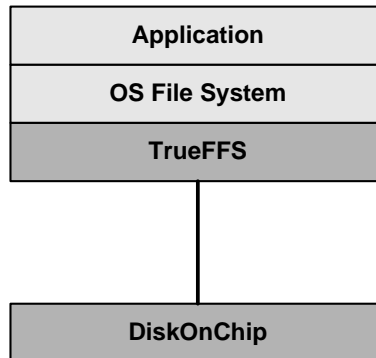 Application
OS File System
TrueFFS
DiskOnChip